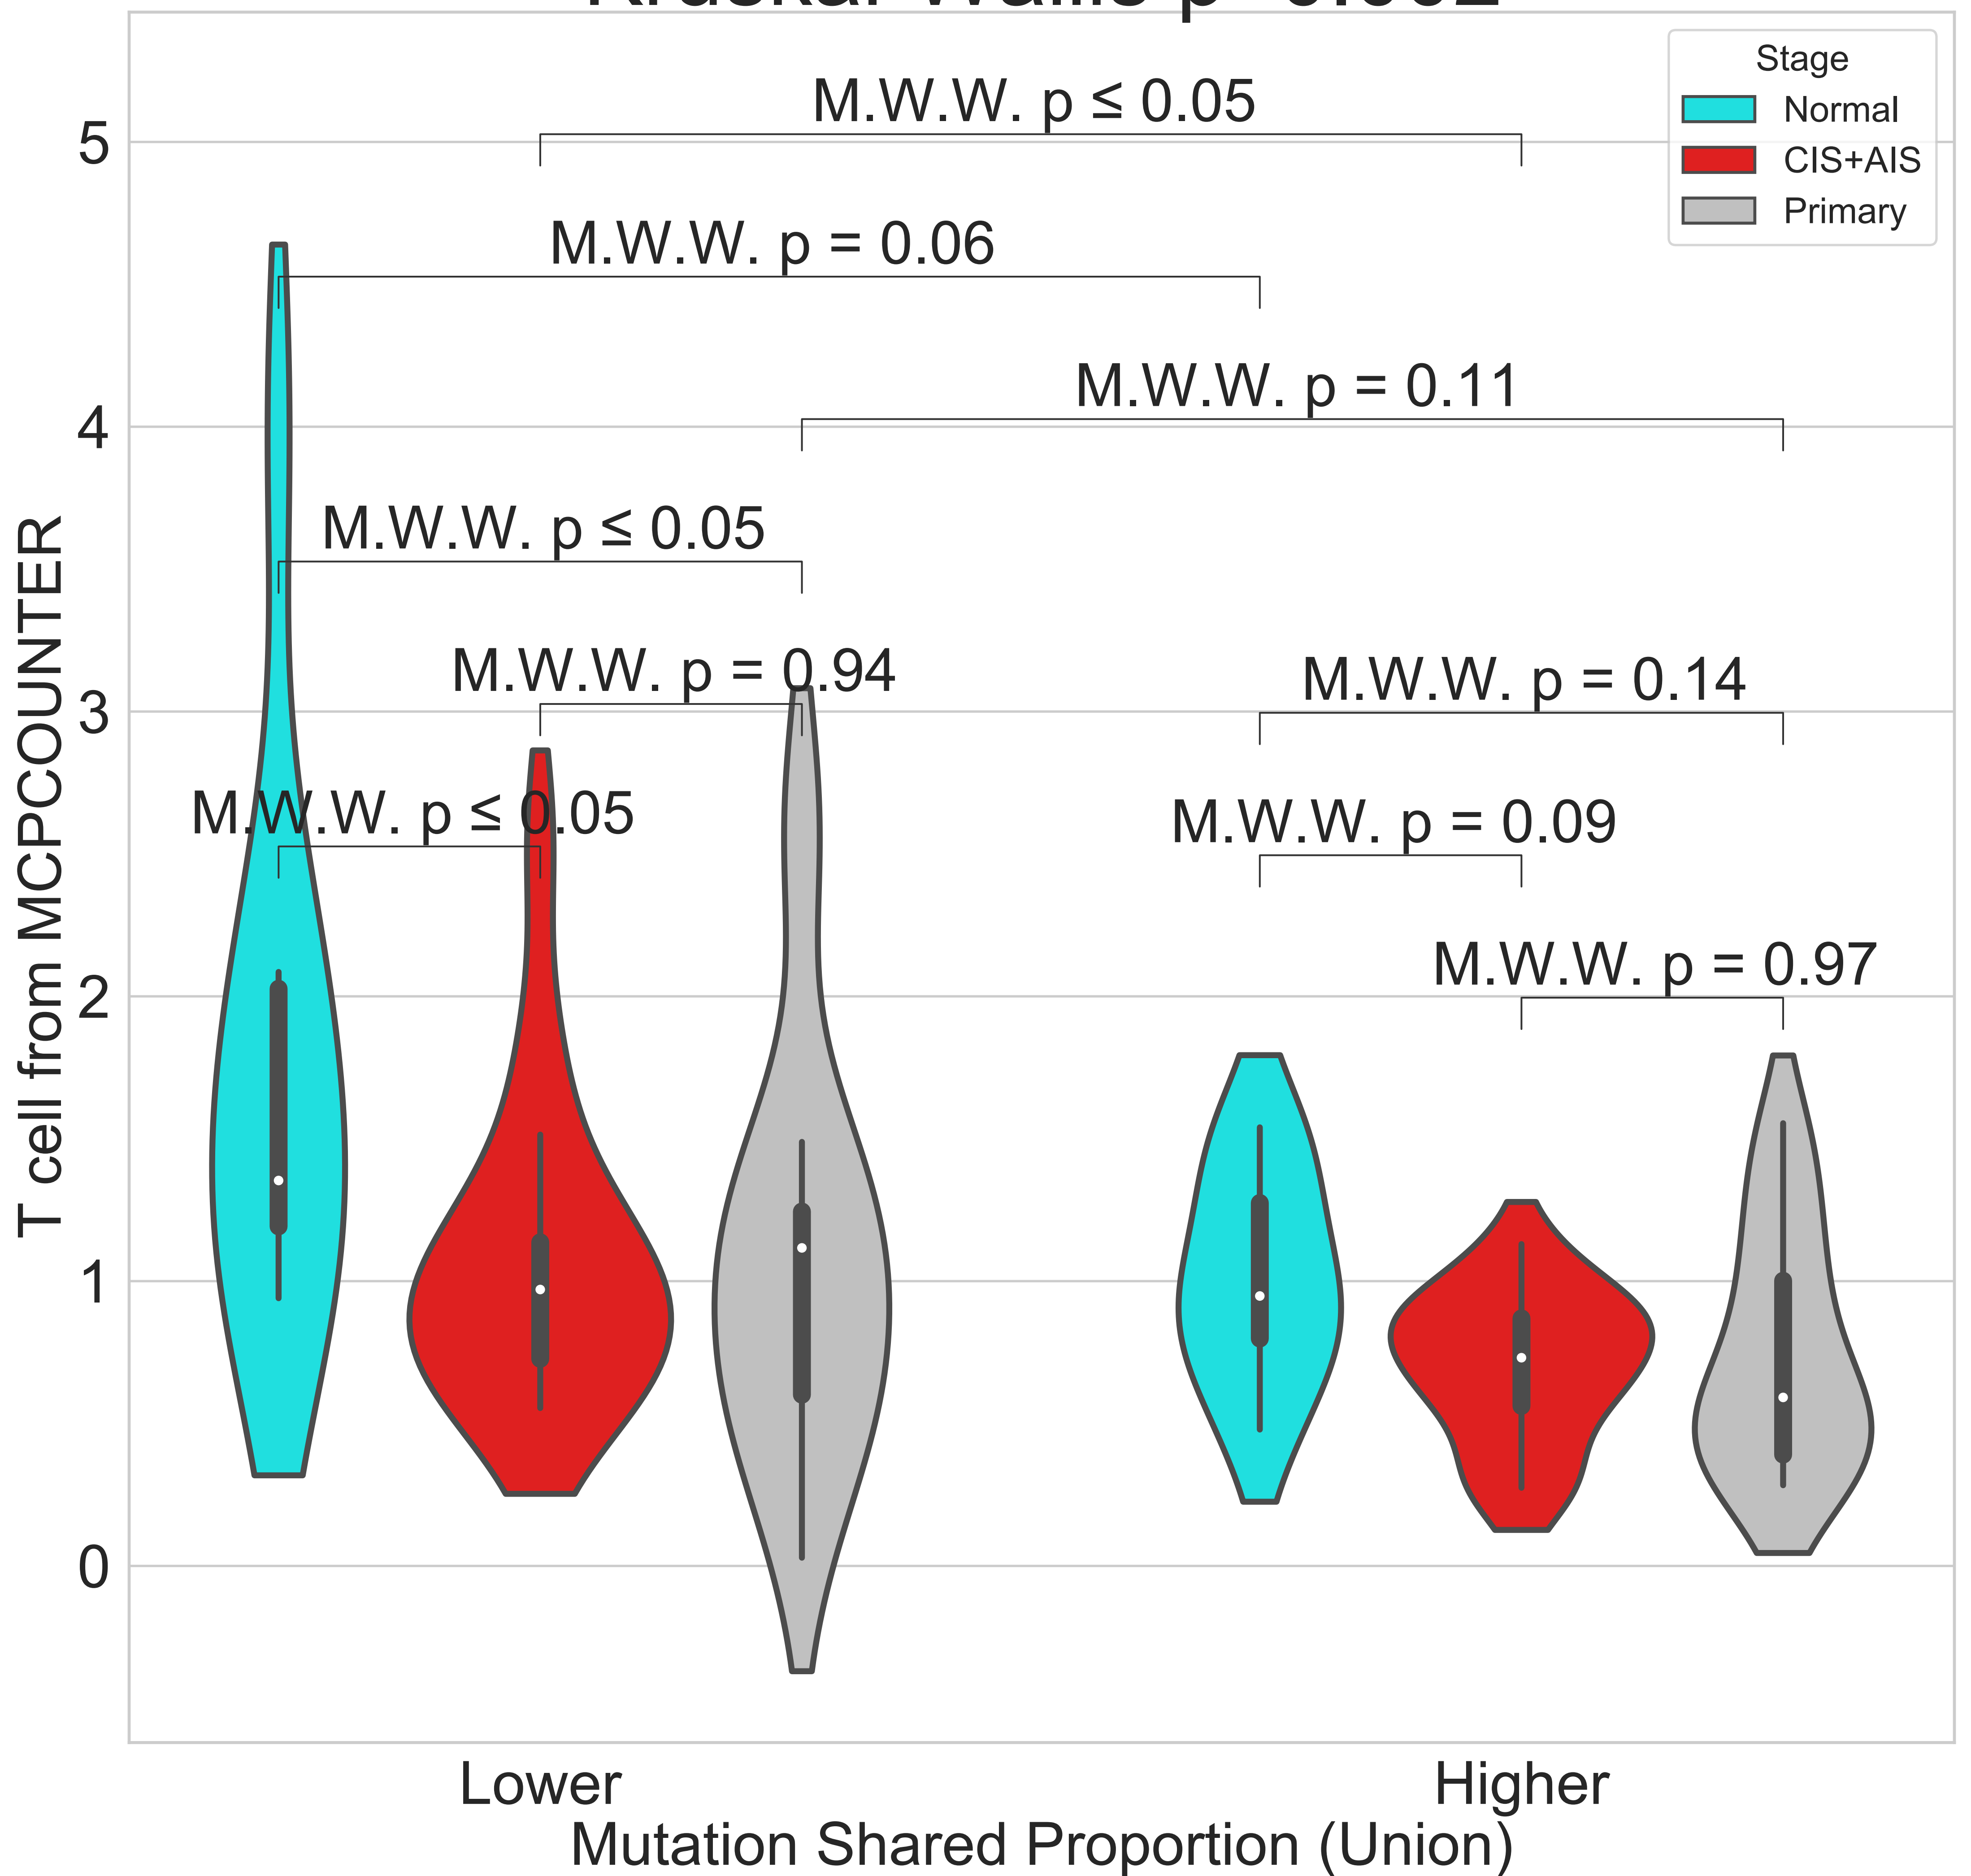 Stage
Normal
CIS+AIS
Primary
M.W.W. p ≤ 0.05
M.W.W. p = 0.06
M.W.W. p = 0.11
M.W.W. p ≤ 0.05
M.W.W. p = 0.94
M.W.W. p = 0.14
M.W.W. p ≤ 0.05
M.W.W. p = 0.09
M.W.W. p = 0.97
5
4
3
2
1
0
T cell from MCPCOUNTER
Lower
Higher
Mutation Shared Proportion (Union)